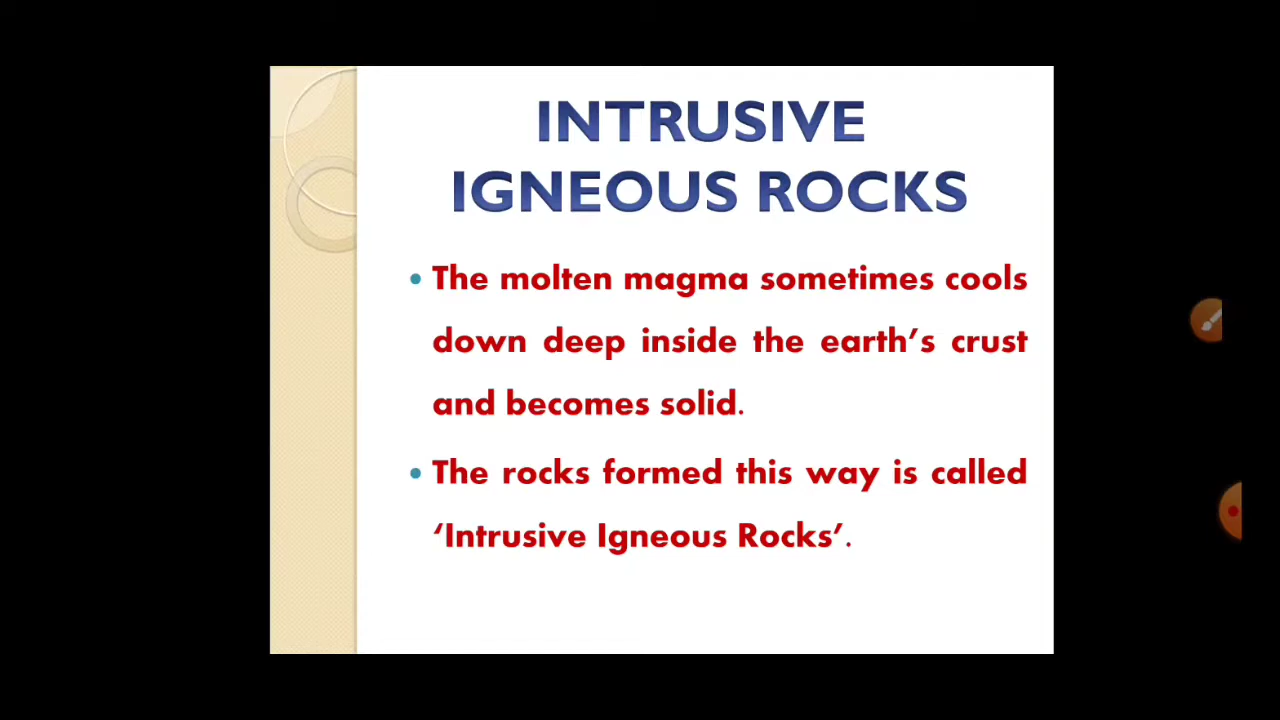 INTRUSIVE
IGNEOUS ROCKS
• The molten magma sometimes cools
down deep inside the earth’s crust
and becomes solid.
• The rocks formed this way is called
‘Intrusive Igneous Rocks’.